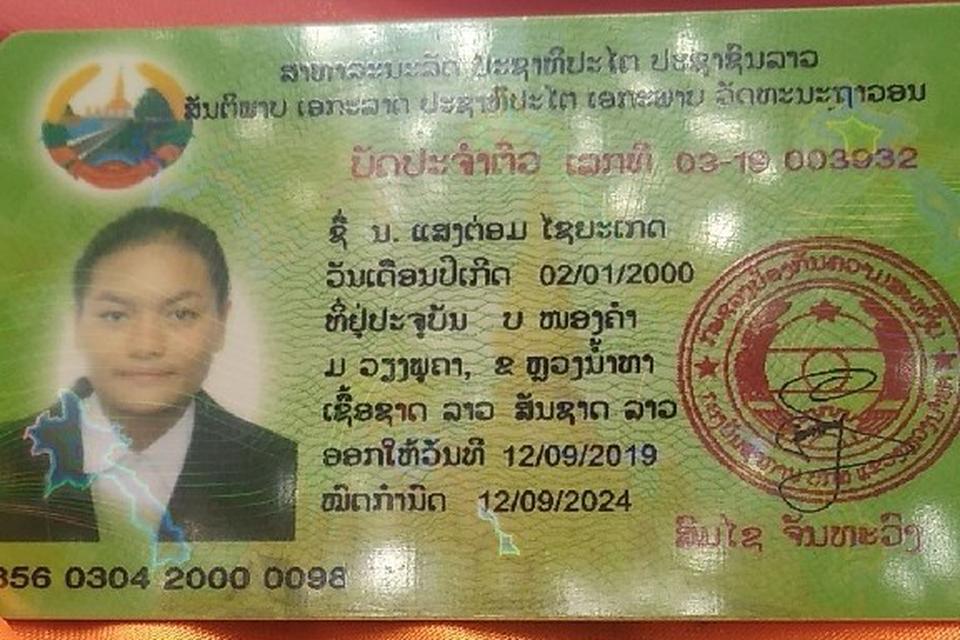 ສາທາລະນະລັດ ປະຊາທິປະໄຕ ປະຊາຊົນລາວ
ສັນຕິພາບ ເອກະລາດ ປະຊາທິປະໄຕ ເອກະພາບ ວັດທະນະຖາວອນ
ບັດປະຈຳຕົວ ເລກທີ 03-19 003932
ຊື່ ນ. ແສງຕ່ອມ ໄຊຍະເກດ
ວັນເດືອນປີເກີດ 02/01/2000
ທີ່ຢູ່ປະຈຸບັນ ບ ໜອງຄຳ
ມ ວຽງພູຄາ, ຂ ຫຼວງນ້ຳທາ
ເຊື້ອຊາດ ລາວ ສັນຊາດ ລາວ
ອອກໃຫ້ວັນທີ 12/09/2019
ໝົດກຳນົດ 12/09/2024
ສົມໄຊ ຈັນທະວົງ
856 0304 2000 0098